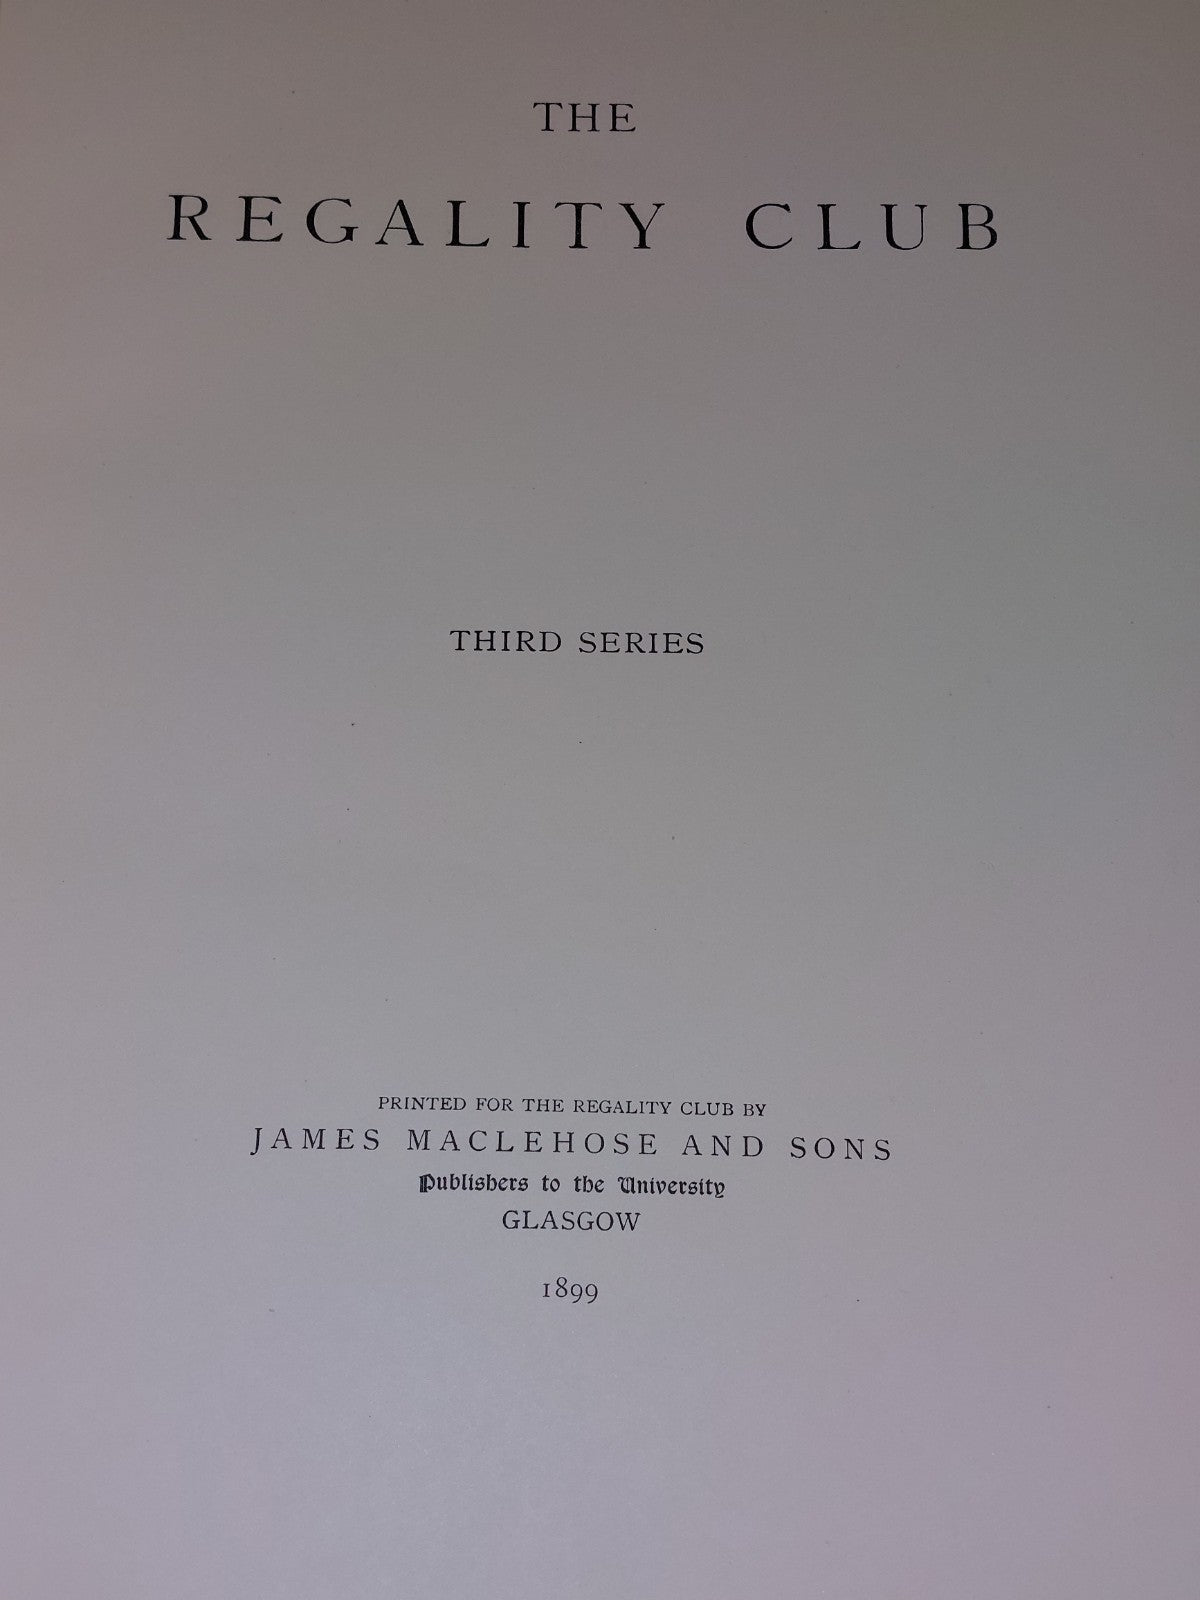 THE
REGALITY CLUB
THIRD SERIES
PRINTED FOR THE REGALITY CLUB BY
JAMES MACLEHOSE AND SONS
Publishers to the University
GLASGOW
1899